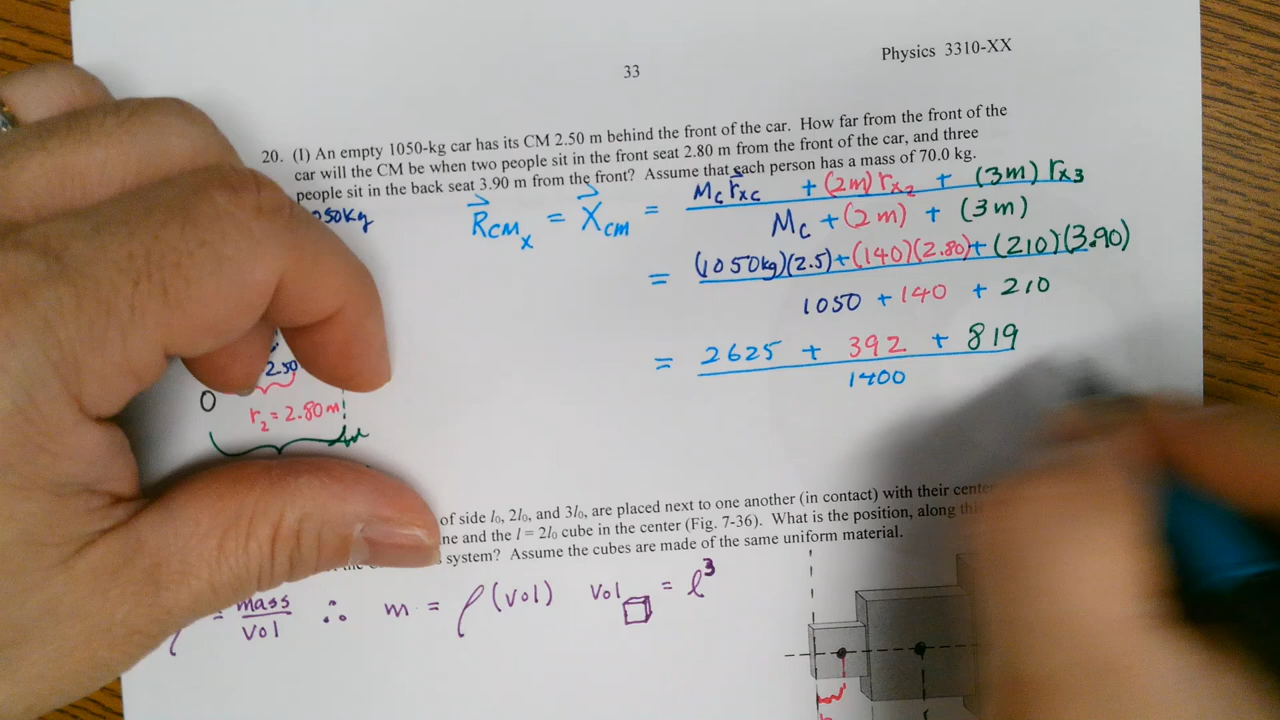 Physics 3310-XX
33
20. (I) An empty 1050-kg car has its CM 2.50 m behind the front of the car. How far from the front of the
car will the CM be when two people sit in the front seat 2.80 m from the front of the car, and three
people sit in the back seat 3.90 m from the front? Assume that each person has a mass of 70.0 kg.
50Kg
R⃗CMx = X⃗cm = Mc r⃗xc + (2m) rx2 + (3m) rx3
Mc + (2m) + (3m)
= (1050kg)(2.5)+(140)(2.80)+(210)(3.90)
1050 + 140 + 210
= 2625 + 392 + 819
1400
2.50
0
r2 = 2.80m
of side l0, 2l0, and 3l0, are placed next to one another (in contact) with their
and the l = 2l0 cube in the center (Fig. 7-36). What is the position, along
system? Assume the cubes are made of the same uniform material.
= mass
vol
∴ m = ρ(vol) vol = l³